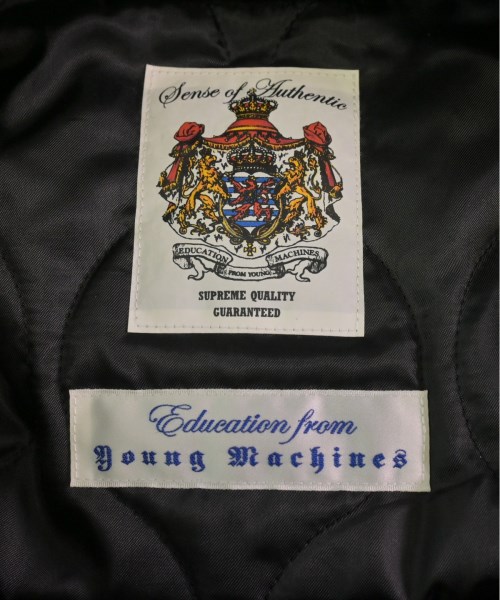 Sense of Authentic
EDUCATION
FROM YOUNG
MACHINES
SUPREME QUALITY
GUARANTEED
Education from
Young Machines